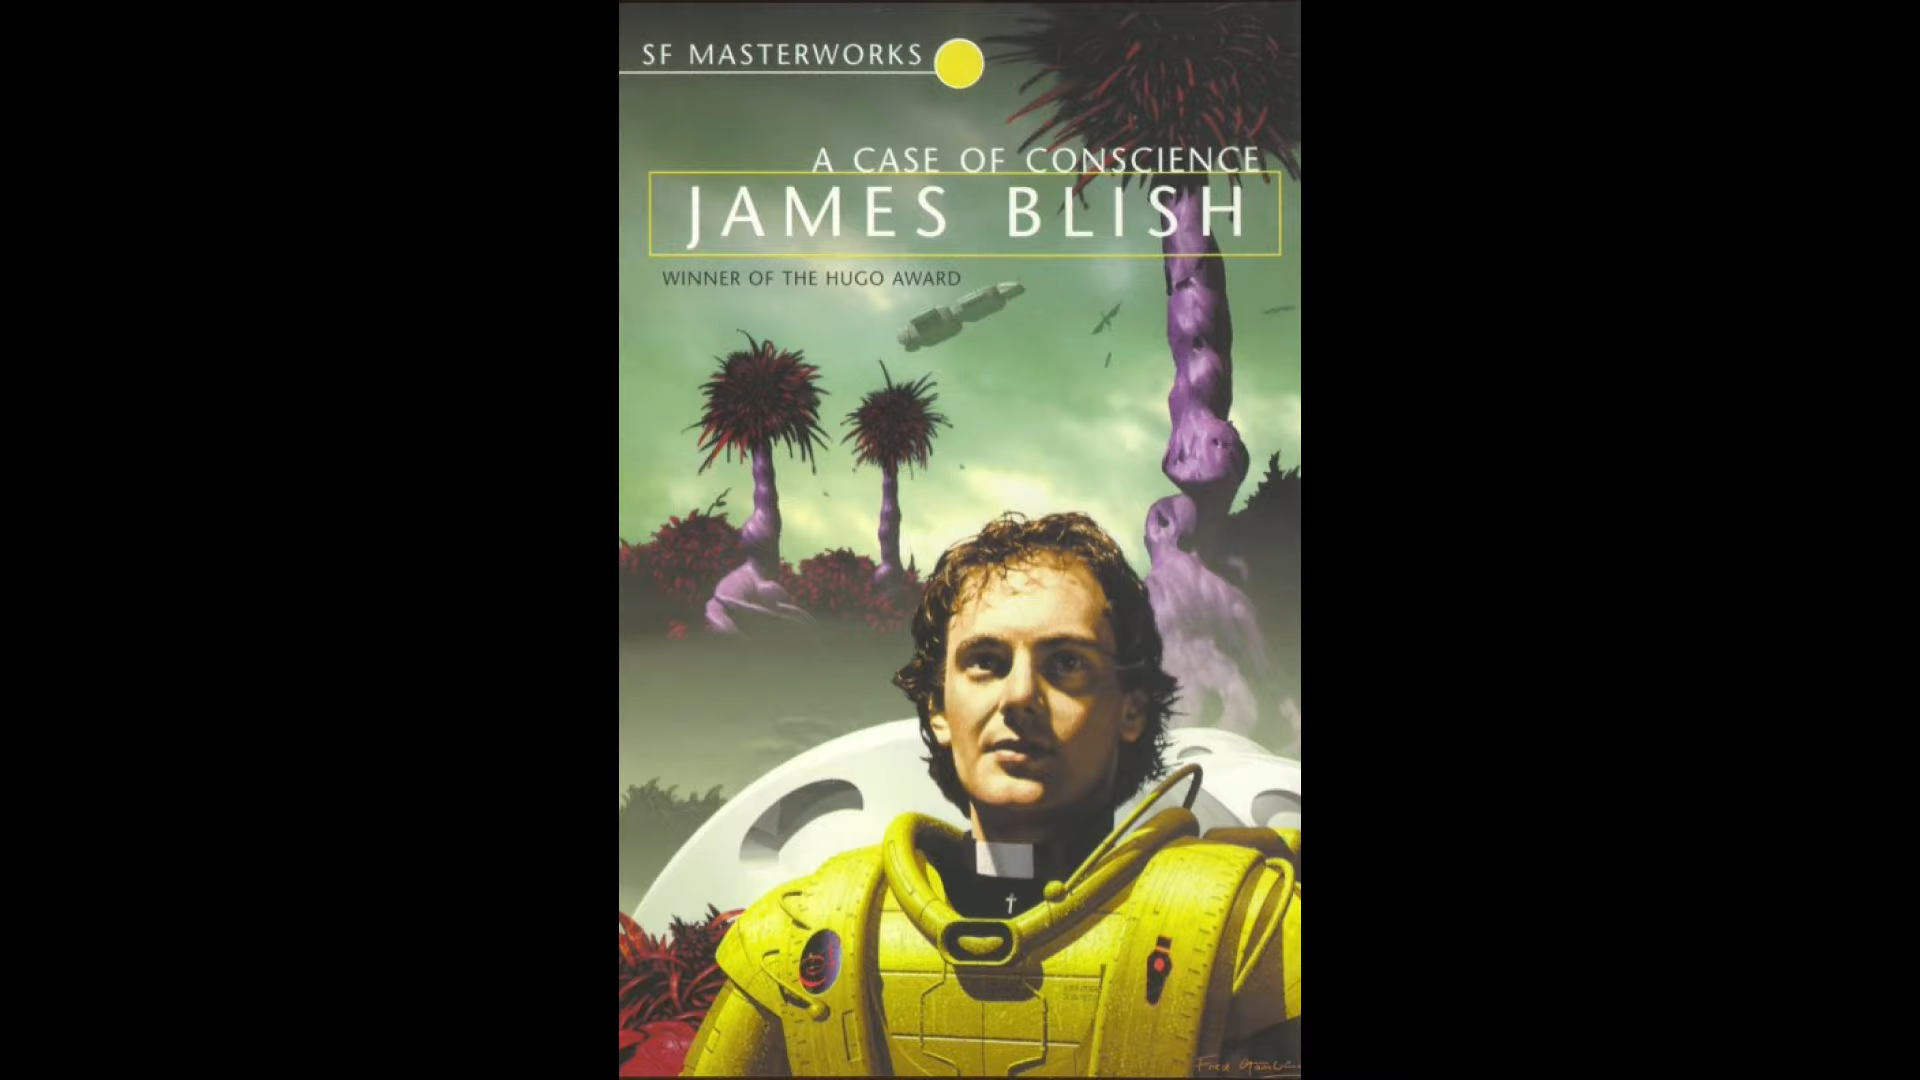 SF MASTERWORKS
A CASE OF CONSCIENCE
JAMES BLISH
WINNER OF THE HUGO AWARD